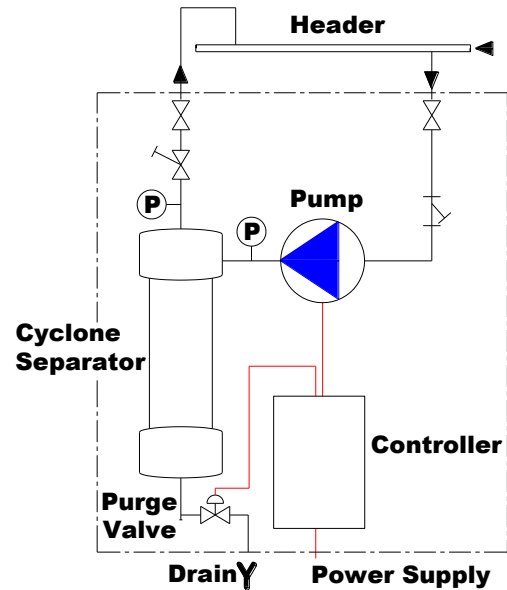 Header
Pump
P
P
Cyclone
Separator
Controller
Purge
Valve
Drain
Power Supply